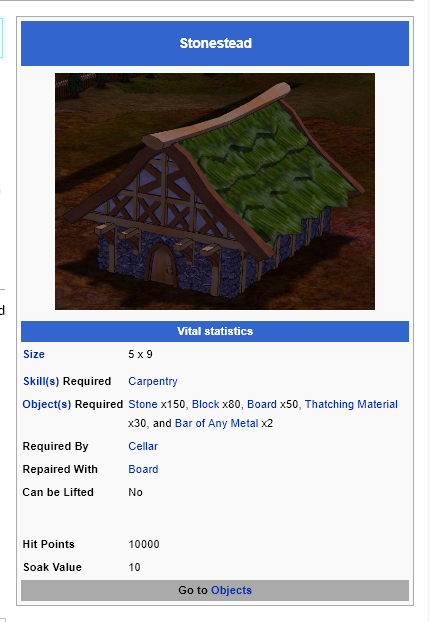 Stonestead
Vital statistics
Size 5 x 9
Skill(s) Required Carpentry
Object(s) Required Stone x150, Block x80, Board x50, Thatching Material
x30, and Bar of Any Metal x2
Required By Cellar
Repaired With Board
Can be Lifted No
Hit Points 10000
Soak Value 10
Go to Objects